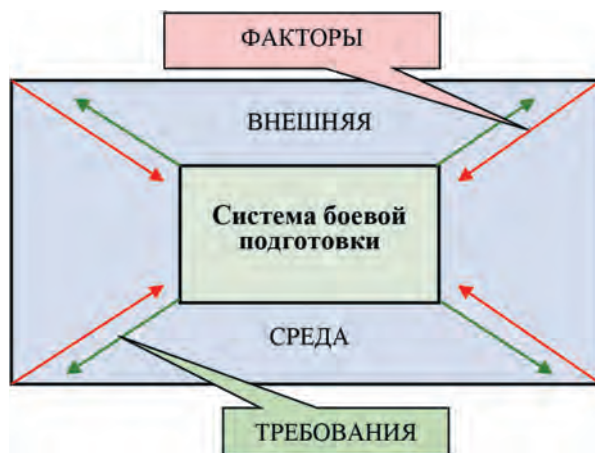 ФАКТОРЫ
ВНЕШНЯЯ
Система боевой
подготовки
СРЕДА
ТРЕБОВАНИЯ